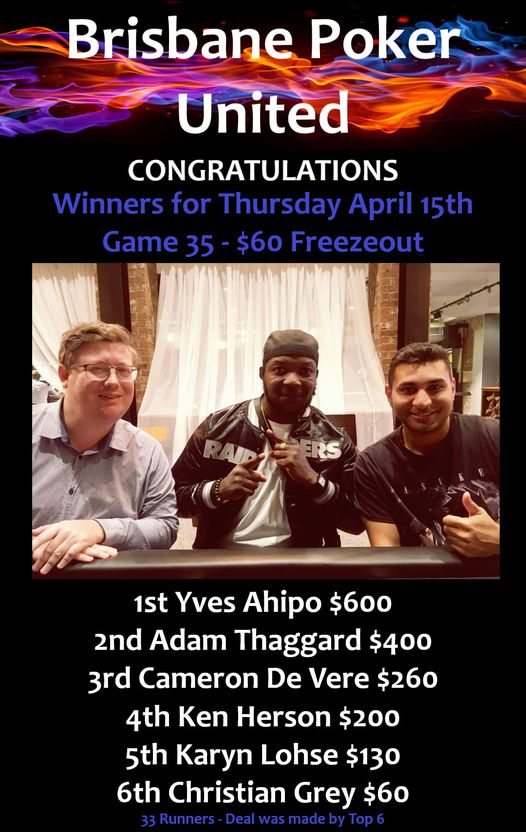 Brisbane Poker
United
CONGRATULATIONS
Winners for Thursday April 15th
Game 35 - $60 Freezeout
RAIDERS
1st Yves Ahipo $600
2nd Adam Thaggard $400
3rd Cameron De Vere $260
4th Ken Herson $200
5th Karyn Lohse $130
6th Christian Grey $60
33 Runners - Deal was made by Top 6